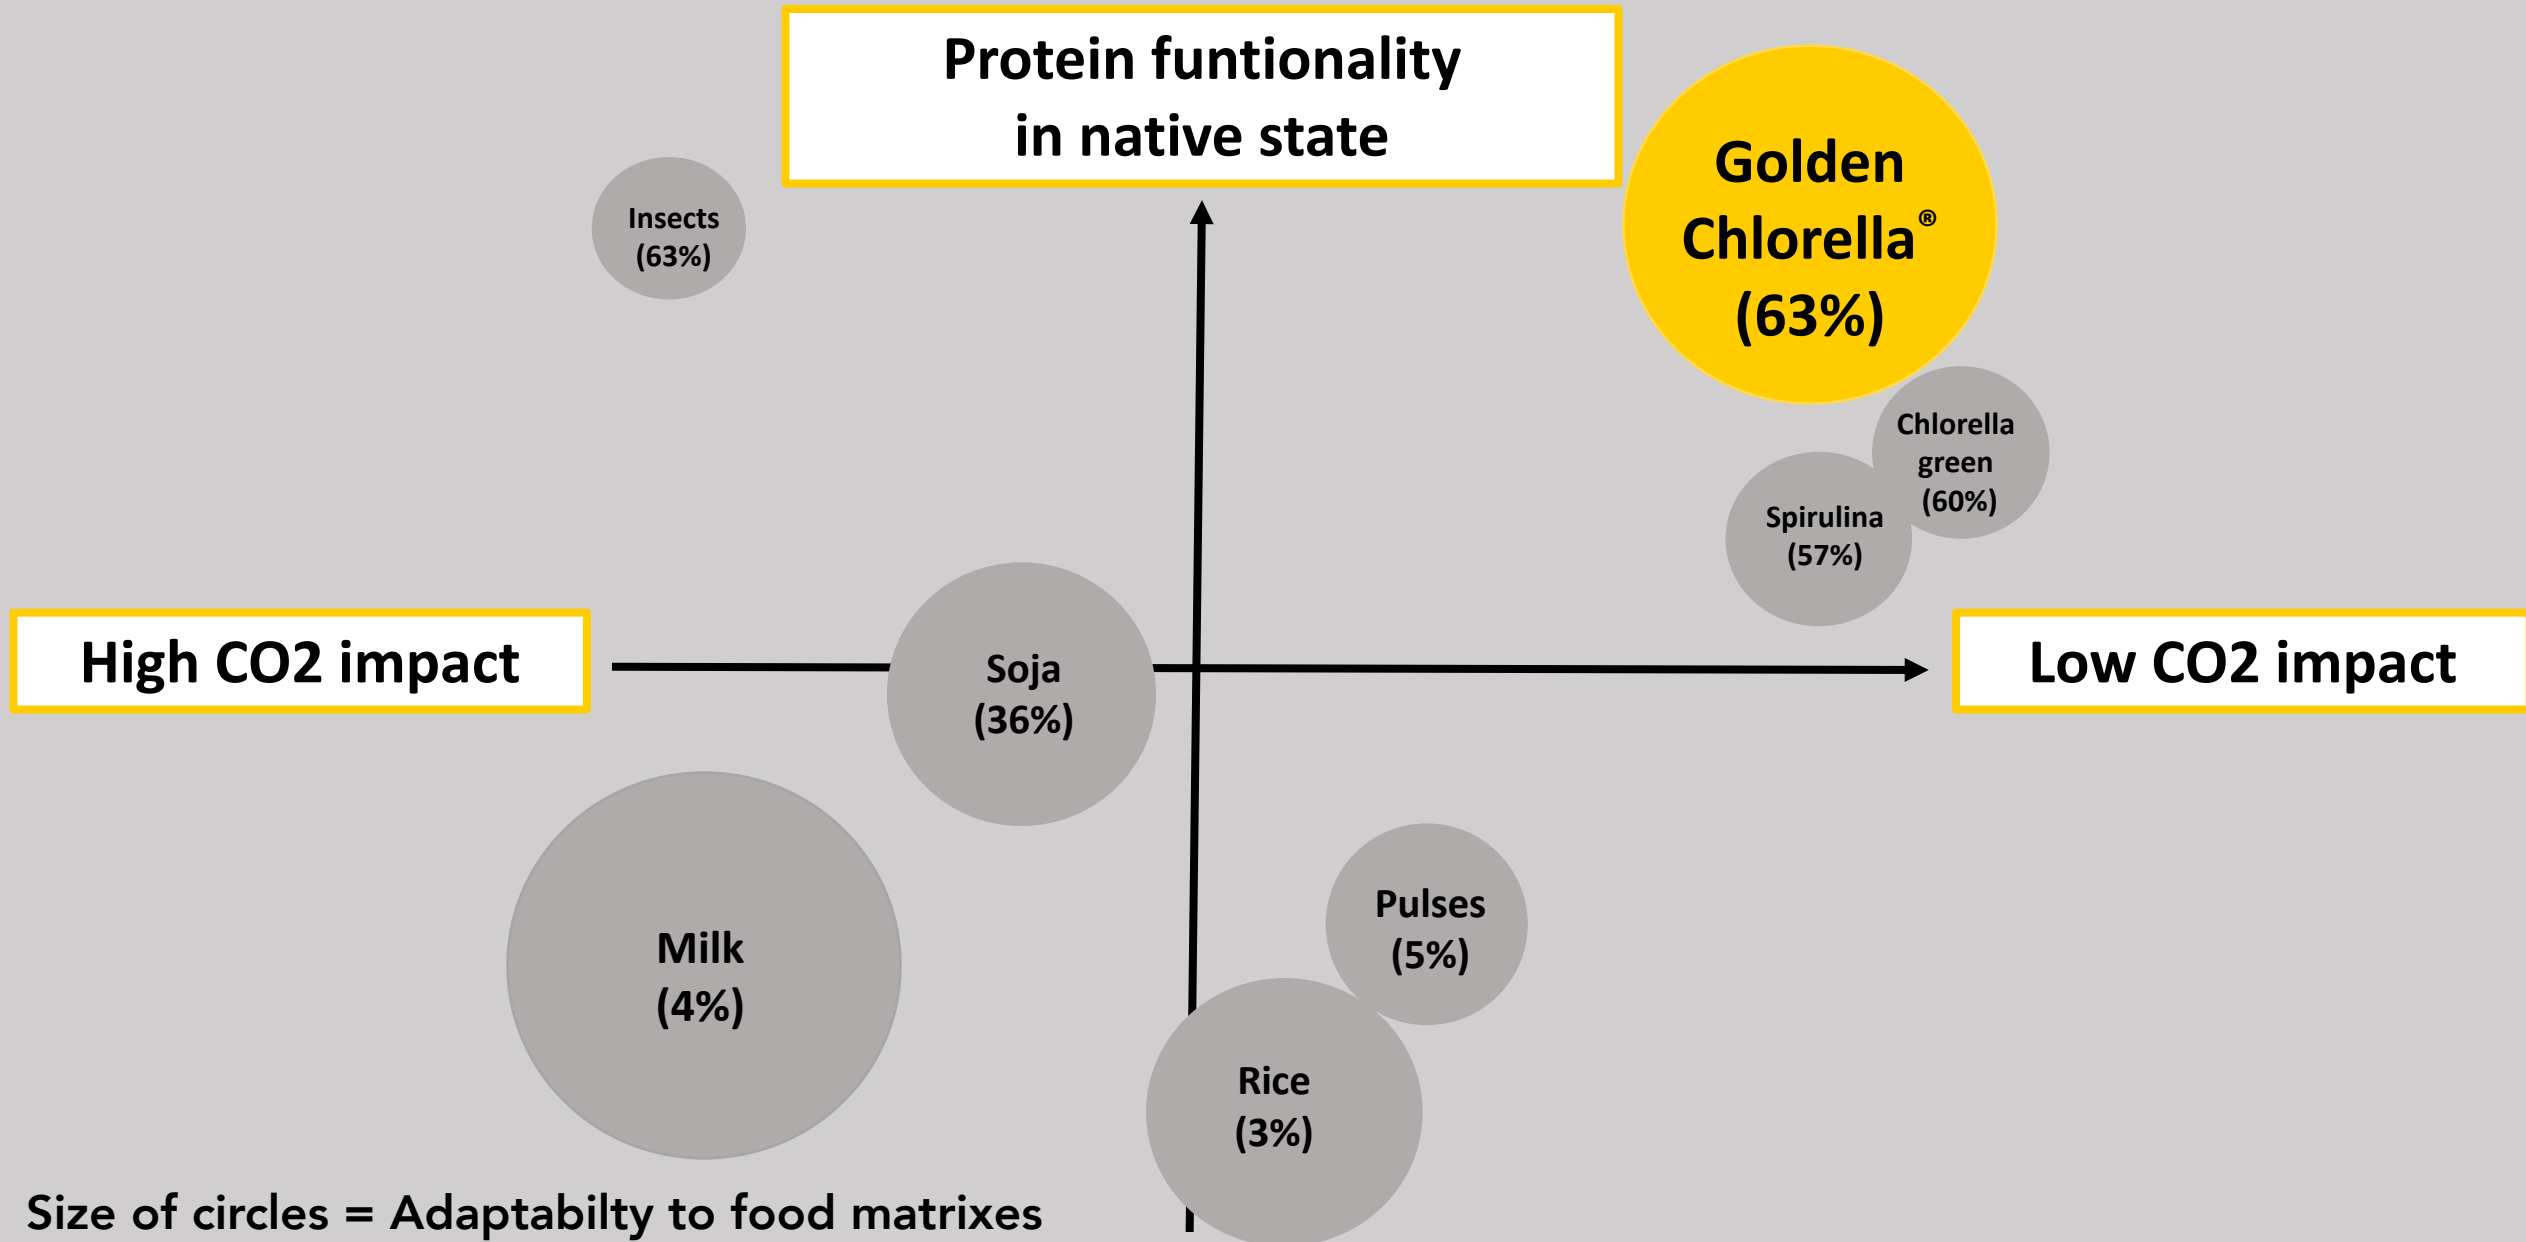 Protein funtionality
in native state
Golden
Chlorella®
(63%)
Insects
(63%)
Chlorella
green
(60%)
Spirulina
(57%)
High CO2 impact
Soja
(36%)
Low CO2 impact
Milk
(4%)
Pulses
(5%)
Rice
(3%)
Size of circles = Adaptabilty to food matrixes